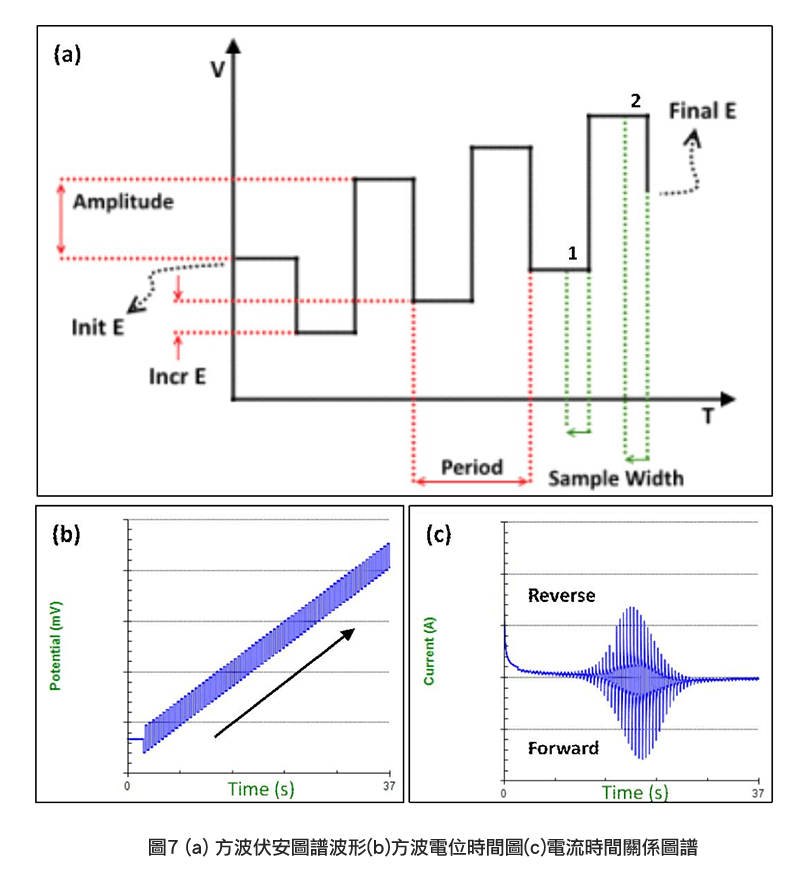 (a)
V
2
Final E
Amplitude
1
Init E
Incr E
T
Period
Sample Width
(b)
Potential (mV)
0
37
Time (s)
(c)
Reverse
Current (A)
Forward
0
37
Time (s)
圖7 (a) 方波伏安圖譜波形(b)方波電位時間圖(c)電流時間關係圖譜